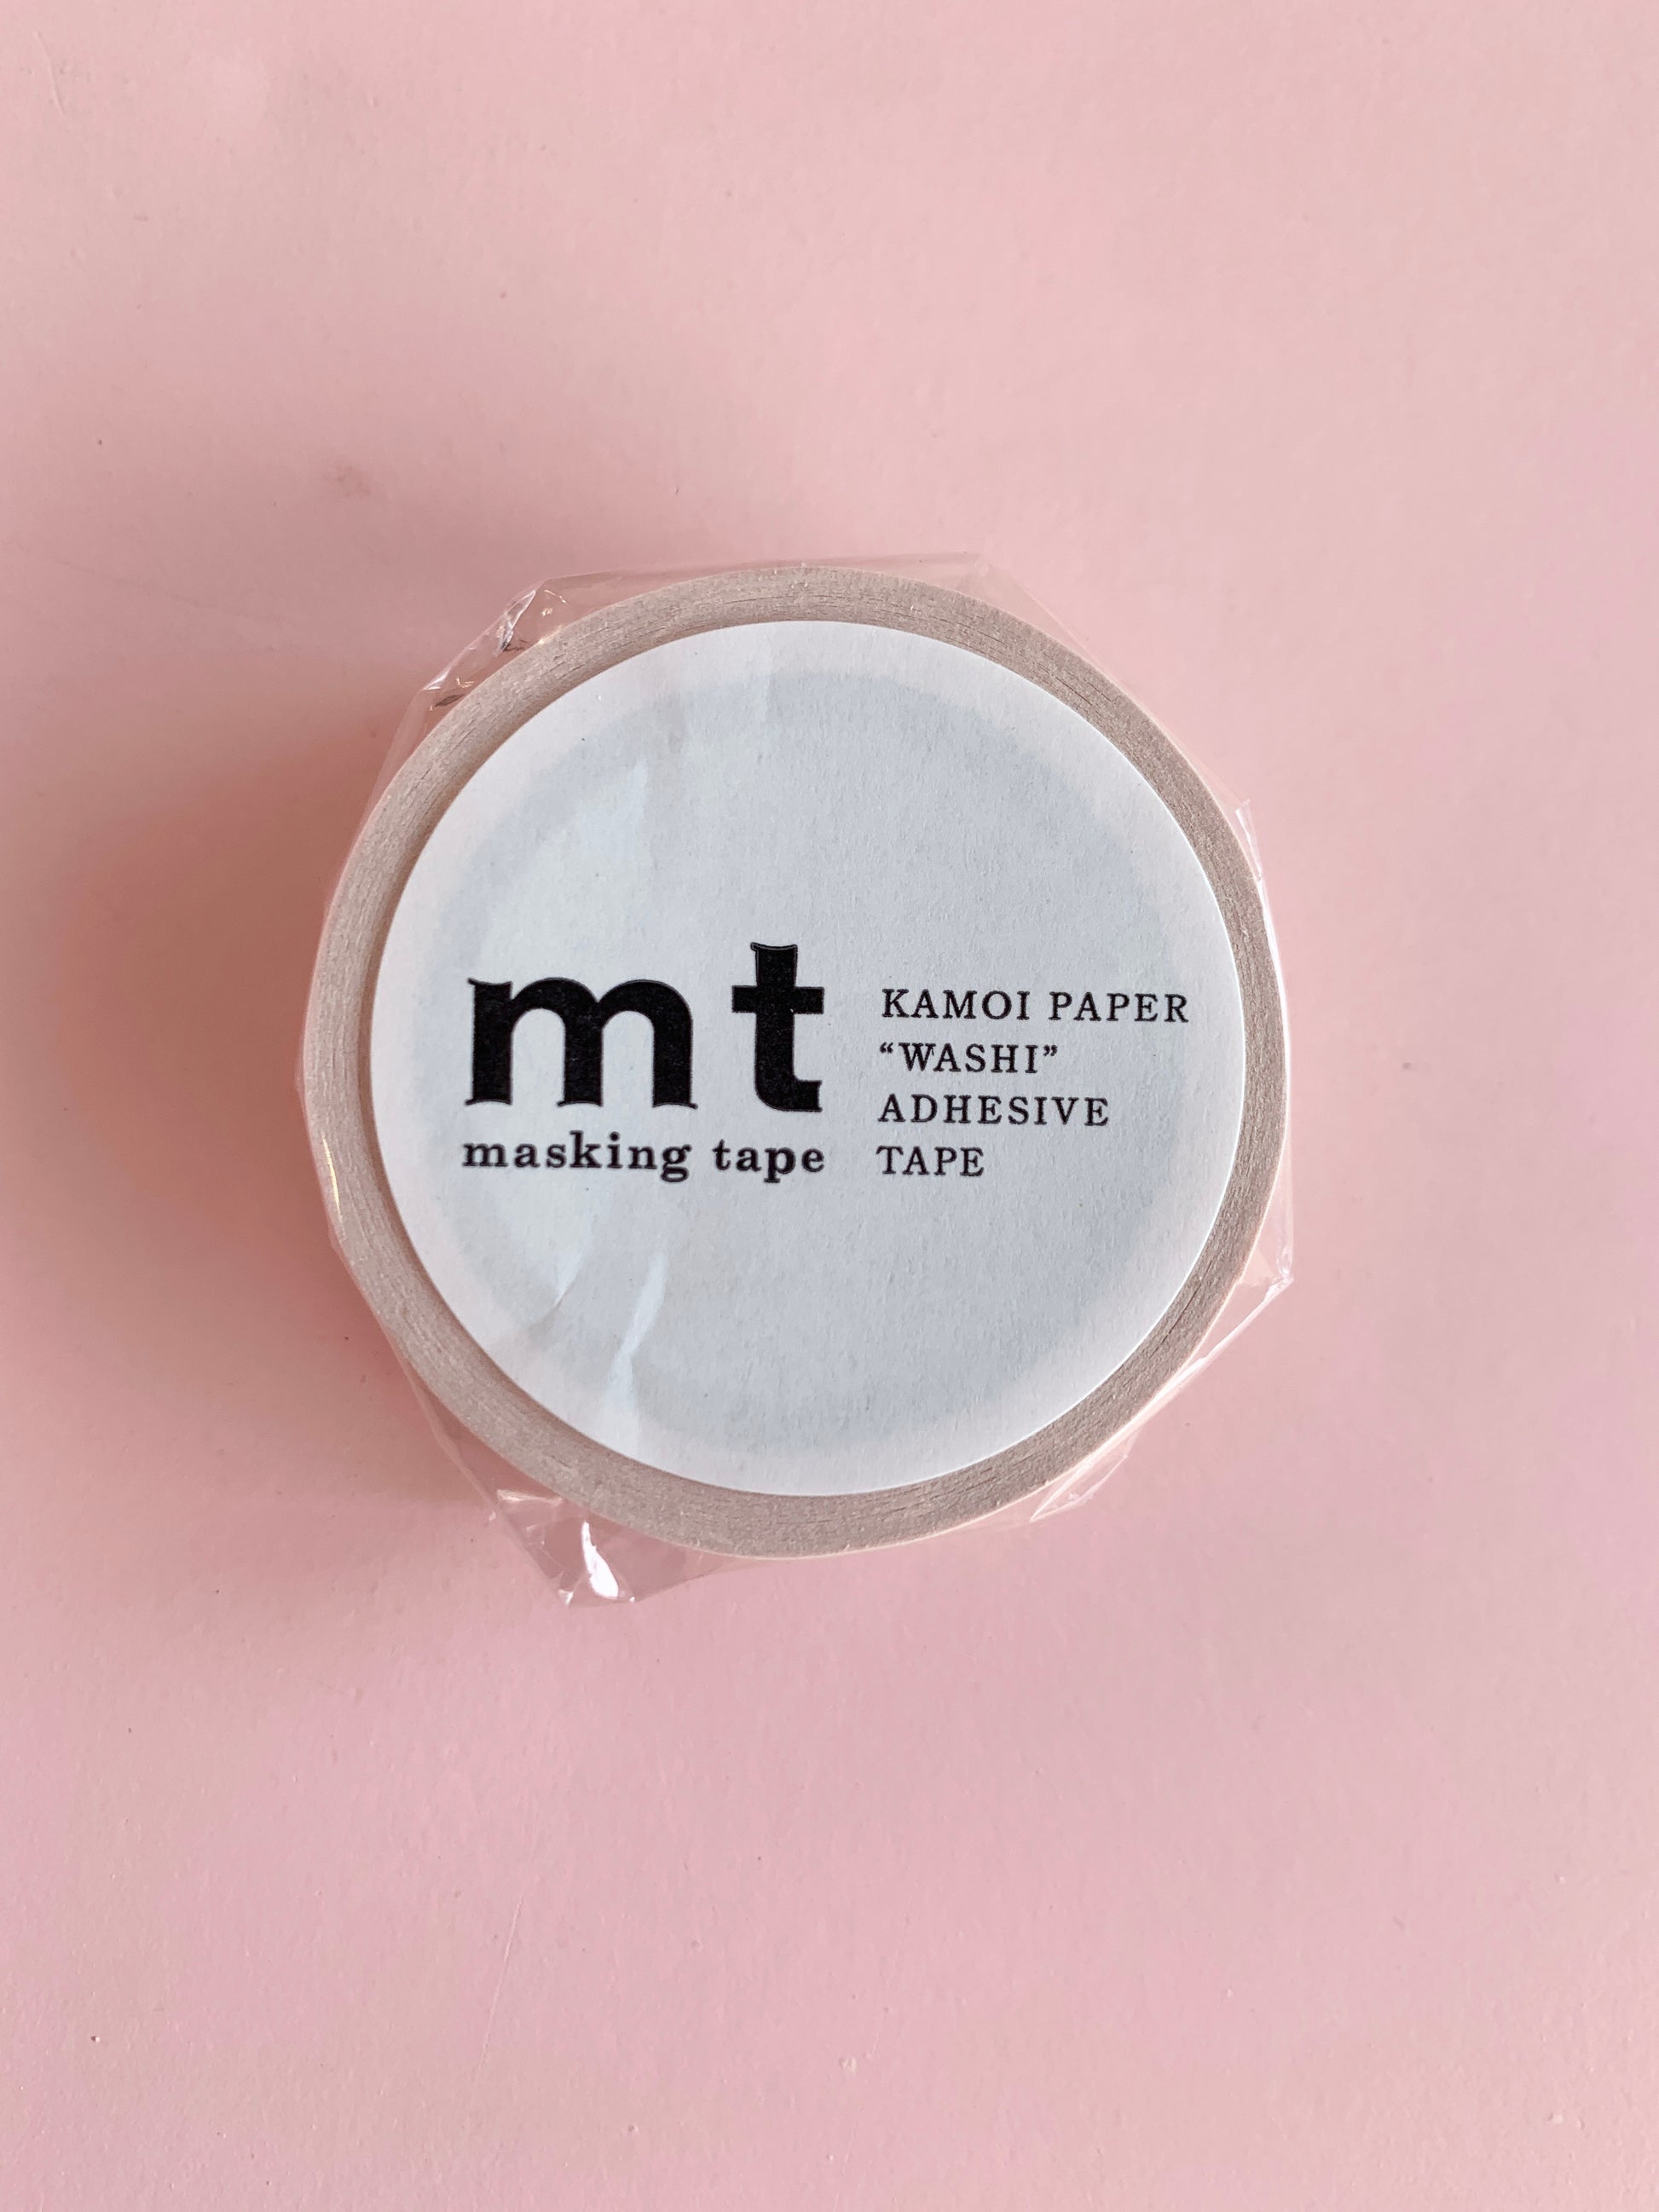 mt
masking tape
KAMOI PAPER
“WASHI”
ADHESIVE
TAPE